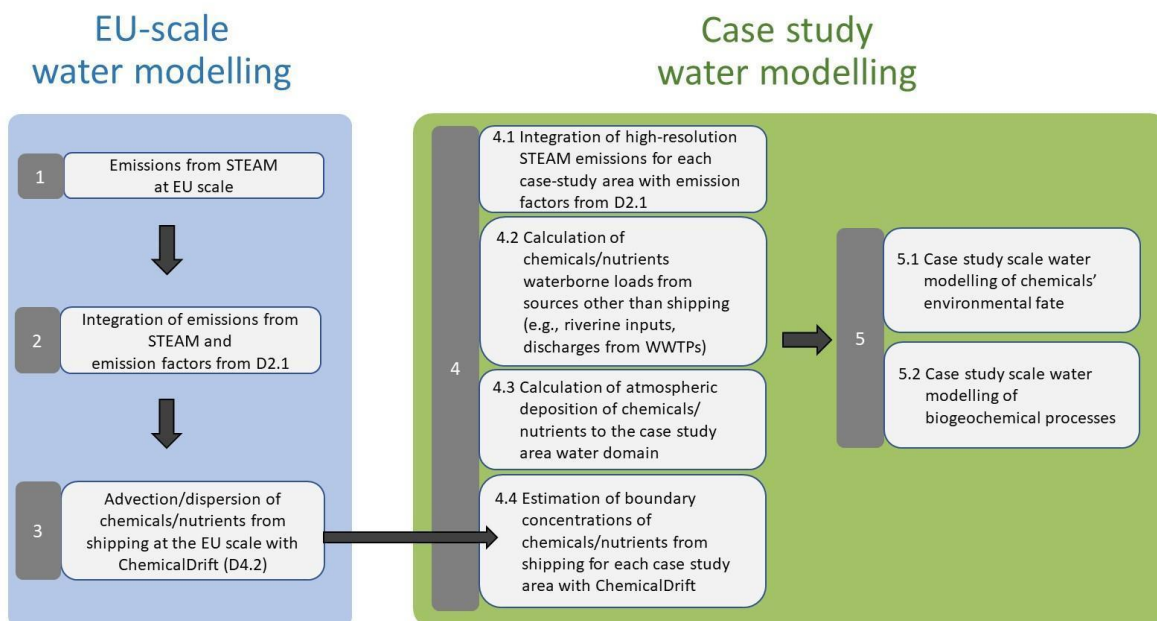 EU-scale
water modelling
1
Emissions from STEAM
at EU scale
2
Integration of emissions from
STEAM and
emission factors from D2.1
3
Advection/dispersion of
chemicals/nutrients from
shipping at the EU scale with
ChemicalDrift (D4.2)
Case study
water modelling
4
4.1 Integration of high-resolution
STEAM emissions for each
case-study area with emission
factors from D2.1
4.2 Calculation of
chemicals/nutrients
waterborne loads from
sources other than shipping
(e.g., riverine inputs,
discharges from WWTPs)
4.3 Calculation of atmospheric
deposition of chemicals/
nutrients to the case study
area water domain
4.4 Estimation of boundary
concentrations of
chemicals/nutrients from
shipping for each case study
area with ChemicalDrift
5
5.1 Case study scale water
modelling of chemicals’
environmental fate
5.2 Case study scale water
modelling of
biogeochemical processes